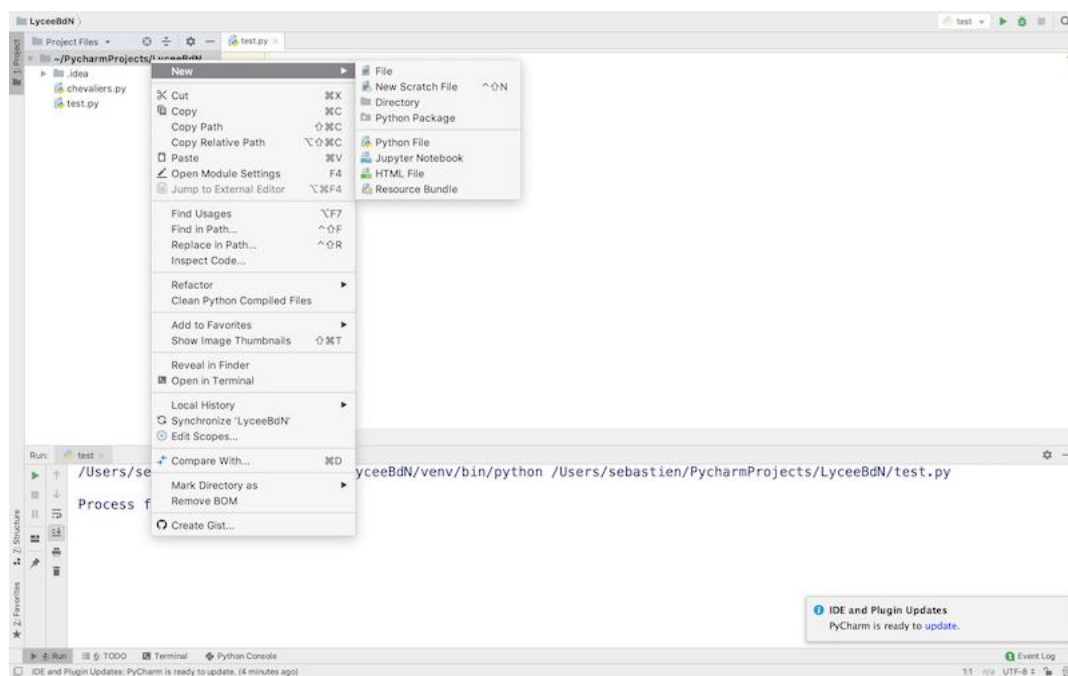 LyceeBdN
test
1: Project
Project Files
test.py
~/PycharmProjects/LyceeBdN
.idea
chevaliers.py
test.py
New
Cut ⌘X
Copy ⌘C
Copy Path ⇧⌘C
Copy Relative Path ⌥⇧⌘C
Paste ⌘V
Open Module Settings F4
Jump to External Editor ⌥⌘F4
Find Usages ⌥F7
Find in Path... ^⇧F
Replace in Path... ^⇧R
Inspect Code...
Refactor
Clean Python Compiled Files
Add to Favorites
Show Image Thumbnails ⇧⌘T
Reveal in Finder
Open in Terminal
Local History
Synchronize 'LyceeBdN'
Edit Scopes...
Compare With... ⌘D
Mark Directory as
Remove BOM
Create Gist...
File
New Scratch File ^⇧N
Directory
Python Package
Python File
Jupyter Notebook
HTML File
Resource Bundle
Run: test
/Users/se yceeBdN/venv/bin/python /Users/sebastien/PycharmProjects/LyceeBdN/test.py
Process f
Z: Structure
2: Favorites
IDE and Plugin Updates
PyCharm is ready to update.
4: Run 6: TODO Terminal Python Console Event Log
IDE and Plugin Updates: PyCharm is ready to update. (4 minutes ago) 1:1 n/a UTF-8